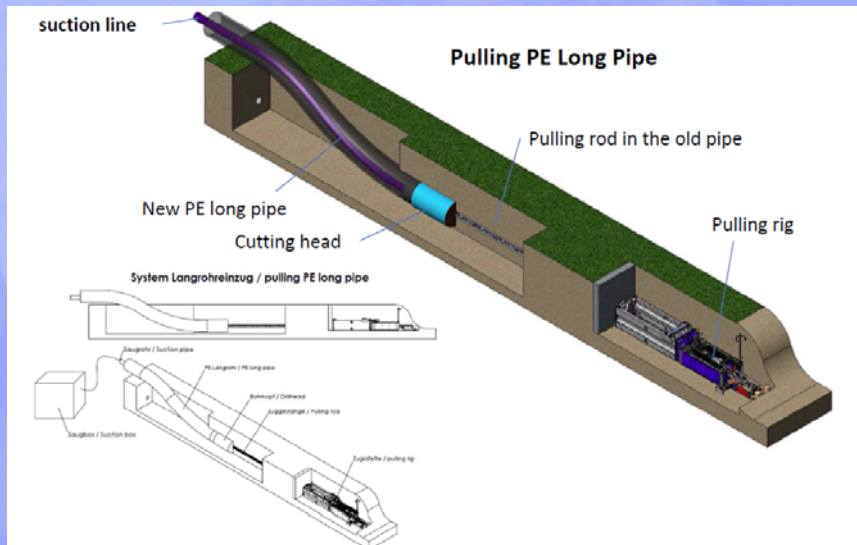 suction line
Pulling PE Long Pipe
Pulling rod in the old pipe
New PE long pipe
Cutting head
Pulling rig
System Langrohreinzug / pulling PE long pipe
Saugrohr / Suction pipe
PE Langrohr / PE long pipe
Bohrkopf / Drillhead
Zuggestänge / Pulling rod
Saugbox / Suction box
Zuglafette / pulling rig